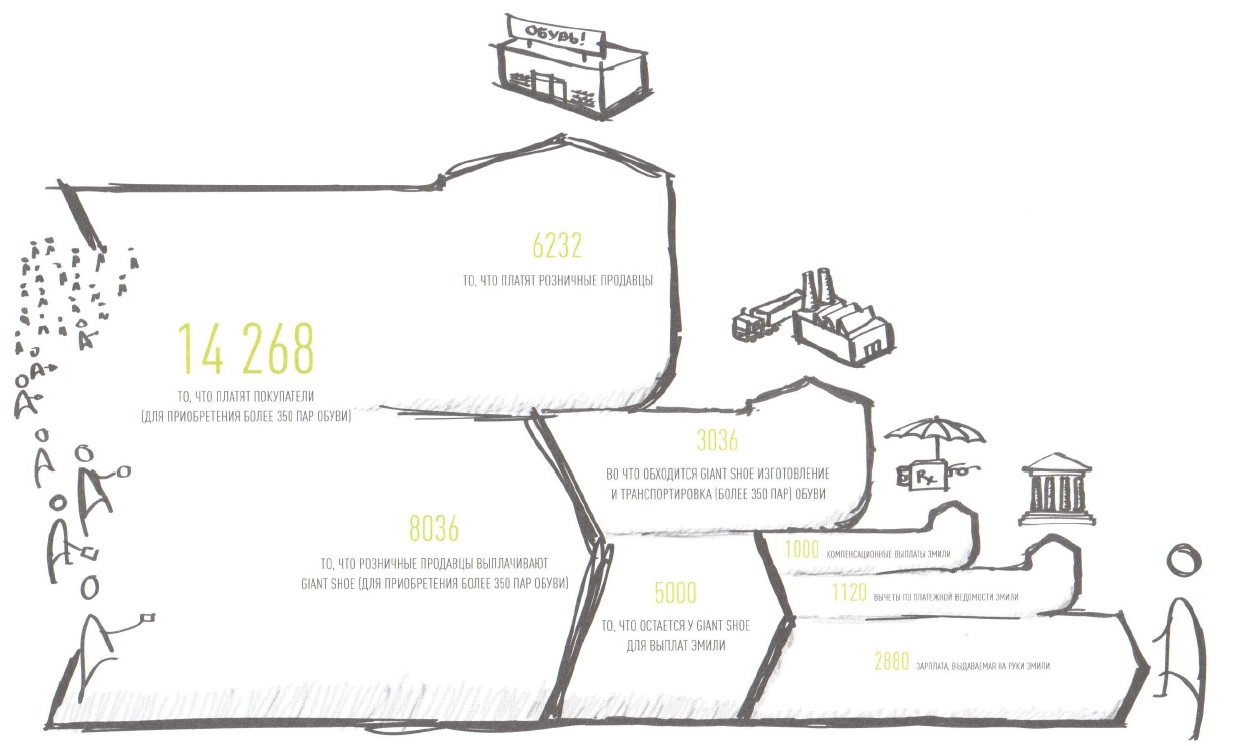 ОБУВЬ!
6232
ТО, ЧТО ПЛАТЯТ РОЗНИЧНЫЕ ПРОДАВЦЫ
14 268
ТО, ЧТО ПЛАТЯТ ПОКУПАТЕЛИ
(ДЛЯ ПРИОБРЕТЕНИЯ БОЛЕЕ 350 ПАР ОБУВИ)
3036
ВО ЧТО ОБХОДИТСЯ GIANT SHOE ИЗГОТОВЛЕНИЕ
И ТРАНСПОРТИРОВКА (БОЛЕЕ 350 ПАР) ОБУВИ
Rx
8036
ТО, ЧТО РОЗНИЧНЫЕ ПРОДАВЦЫ ВЫПЛАЧИВАЮТ
GIANT SHOE (ДЛЯ ПРИОБРЕТЕНИЯ БОЛЕЕ 350 ПАР ОБУВИ)
5000
ТО, ЧТО ОСТАЕТСЯ У GIANT SHOE
ДЛЯ ВЫПЛАТ ЭМИЛИ
1000 КОМПЕНСАЦИОННЫЕ ВЫПЛАТЫ ЭМИЛИ
1120 ВЫЧЕТЫ ПО ПЛАТЕЖНОЙ ВЕДОМОСТИ ЭМИЛИ
2880 ЗАРПЛАТА, ВЫДАВАЕМАЯ НА РУКИ ЭМИЛИ